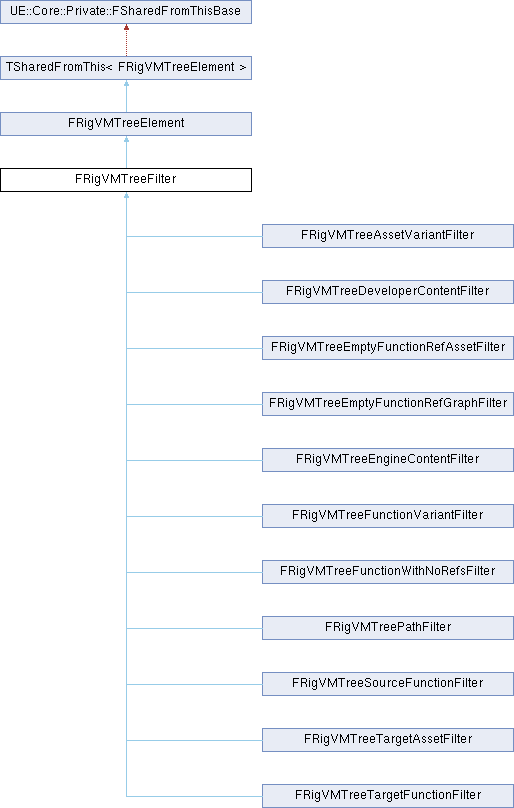 UE::Core::Private::FSharedFromThisBase
TSharedFromThis< FRigVMTreeElement >
FRigVMTreeElement
FRigVMTreeFilter
FRigVMTreeAssetVariantFilter
FRigVMTreeDeveloperContentFilter
FRigVMTreeEmptyFunctionRefAssetFilter
FRigVMTreeEmptyFunctionRefGraphFilter
FRigVMTreeEngineContentFilter
FRigVMTreeFunctionVariantFilter
FRigVMTreeFunctionWithNoRefsFilter
FRigVMTreePathFilter
FRigVMTreeSourceFunctionFilter
FRigVMTreeTargetAssetFilter
FRigVMTreeTargetFunctionFilter